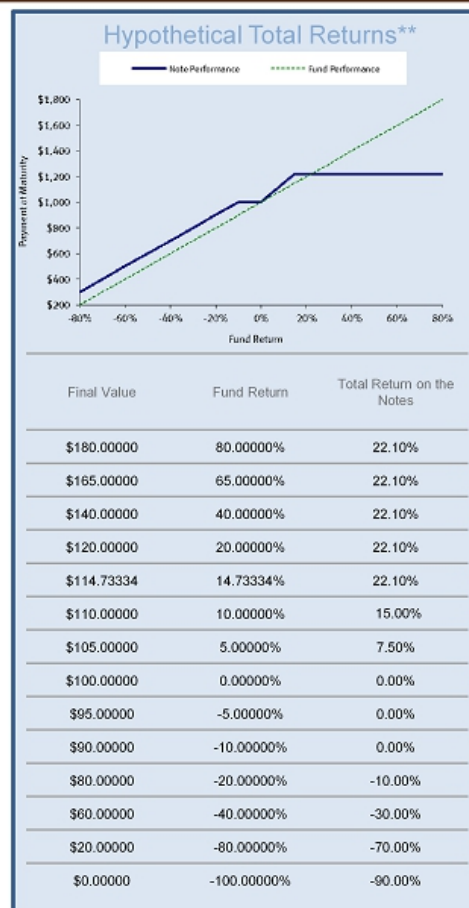 Hypothetical Total Returns**
Note Performance Fund Performance
$1,800
$1,600
$1,400
$1,200
$1,000
$800
$600
$400
$200
Payment at Maturity
-80% -60% -40% -20% 0% 20% 40% 60% 80%
Fund Return
Final Value Fund Return Total Return on the
Notes
$180.00000 80.00000% 22.10%
$165.00000 65.00000% 22.10%
$140.00000 40.00000% 22.10%
$120.00000 20.00000% 22.10%
$114.73334 14.73334% 22.10%
$110.00000 10.00000% 15.00%
$105.00000 5.00000% 7.50%
$100.00000 0.00000% 0.00%
$95.00000 -5.00000% 0.00%
$90.00000 -10.00000% 0.00%
$80.00000 -20.00000% -10.00%
$60.00000 -40.00000% -30.00%
$20.00000 -80.00000% -70.00%
$0.00000 -100.00000% -90.00%